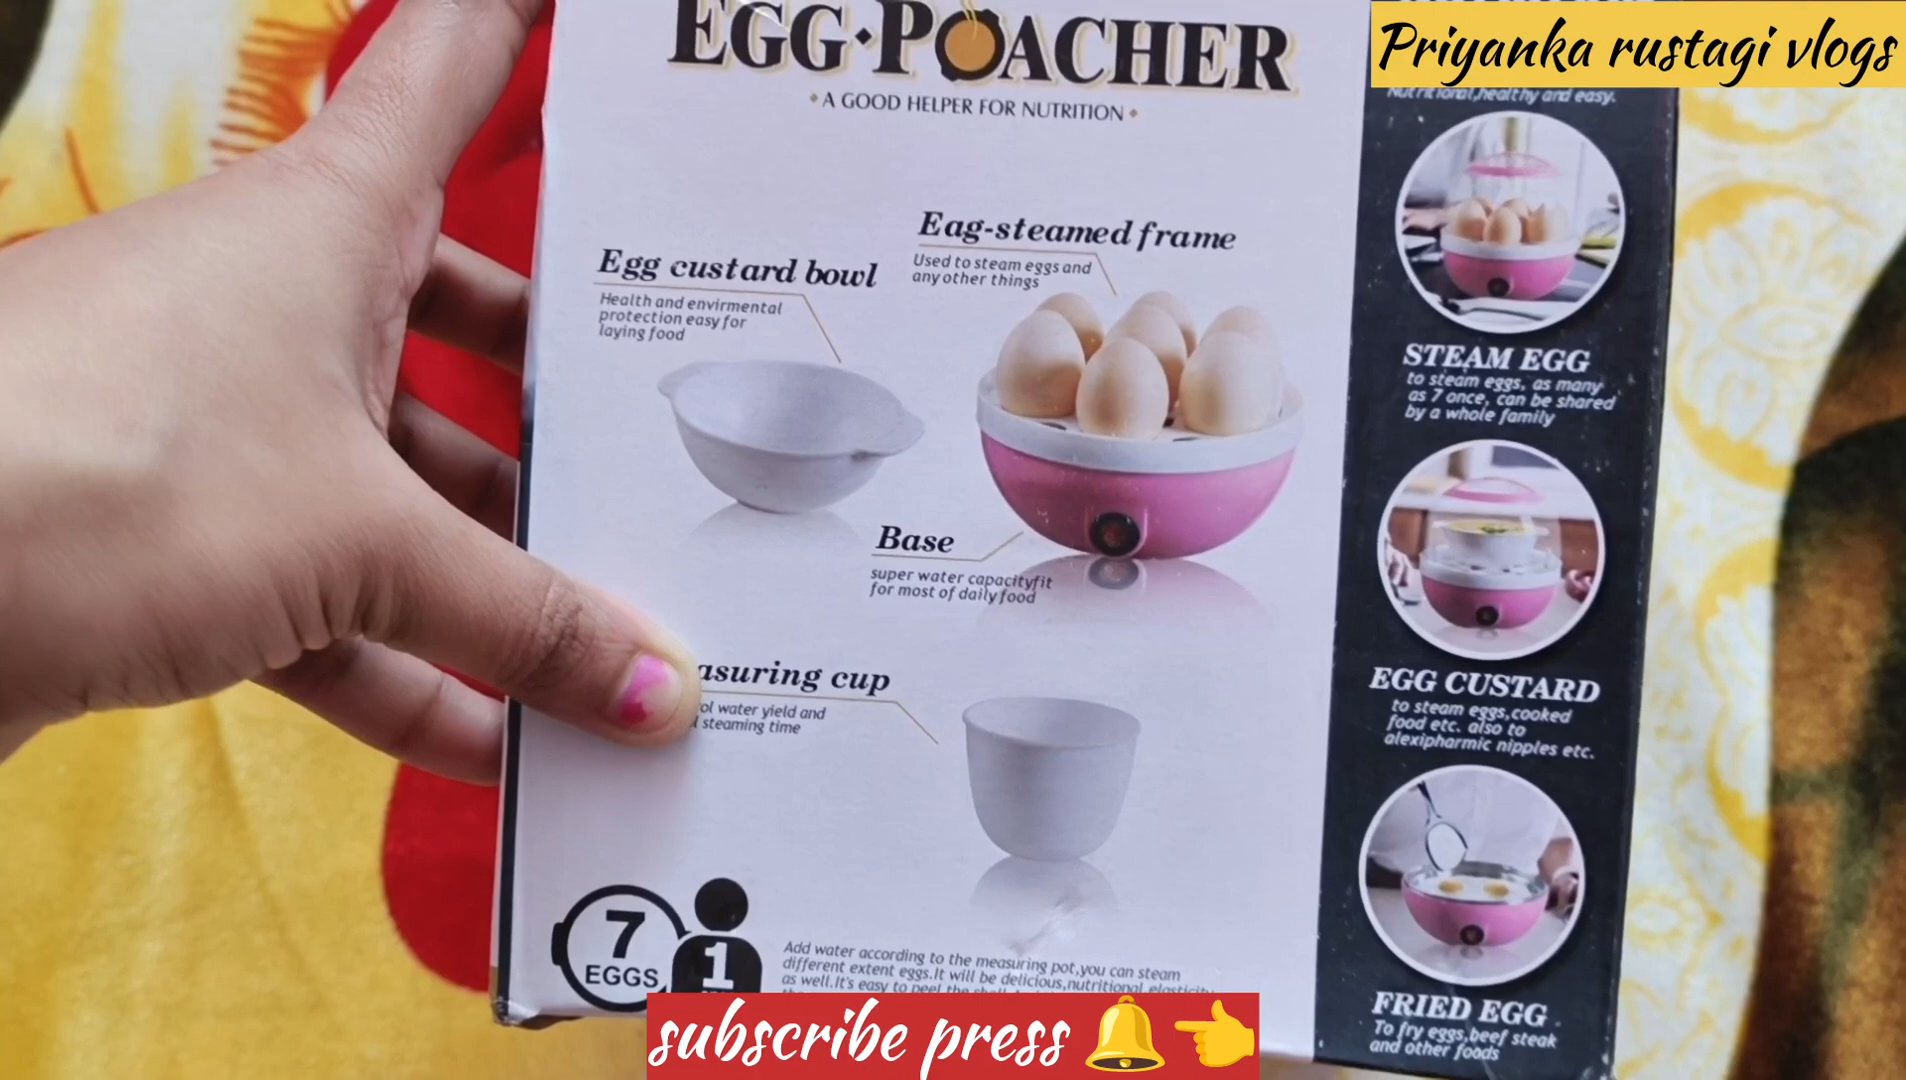 EGG·POACHER
A GOOD HELPER FOR NUTRITION
Priyanka rustagi vlogs
Nutritional,healthy and easy.
Egg custard bowl
Health and envirmental
protection easy for
laying food
Eag-steamed frame
Used to steam eggs and
any other things
Base
super water capacityfit
for most of daily food
asuring cup
ol water yield and
steaming time
7
EGGS
1
Add water according to the measuring pot,you can steam
different extent eggs.It will be delicious,nutritional,elasticity
as well.It's easy to peel the
STEAM EGG
to steam eggs, as many
as 7 once, can be shared
by a whole family
EGG CUSTARD
to steam eggs,cooked
food etc. also to
alexipharmic nipples etc.
FRIED EGG
To fry eggs,beef steak
and other foods
subscribe press 🔔👈